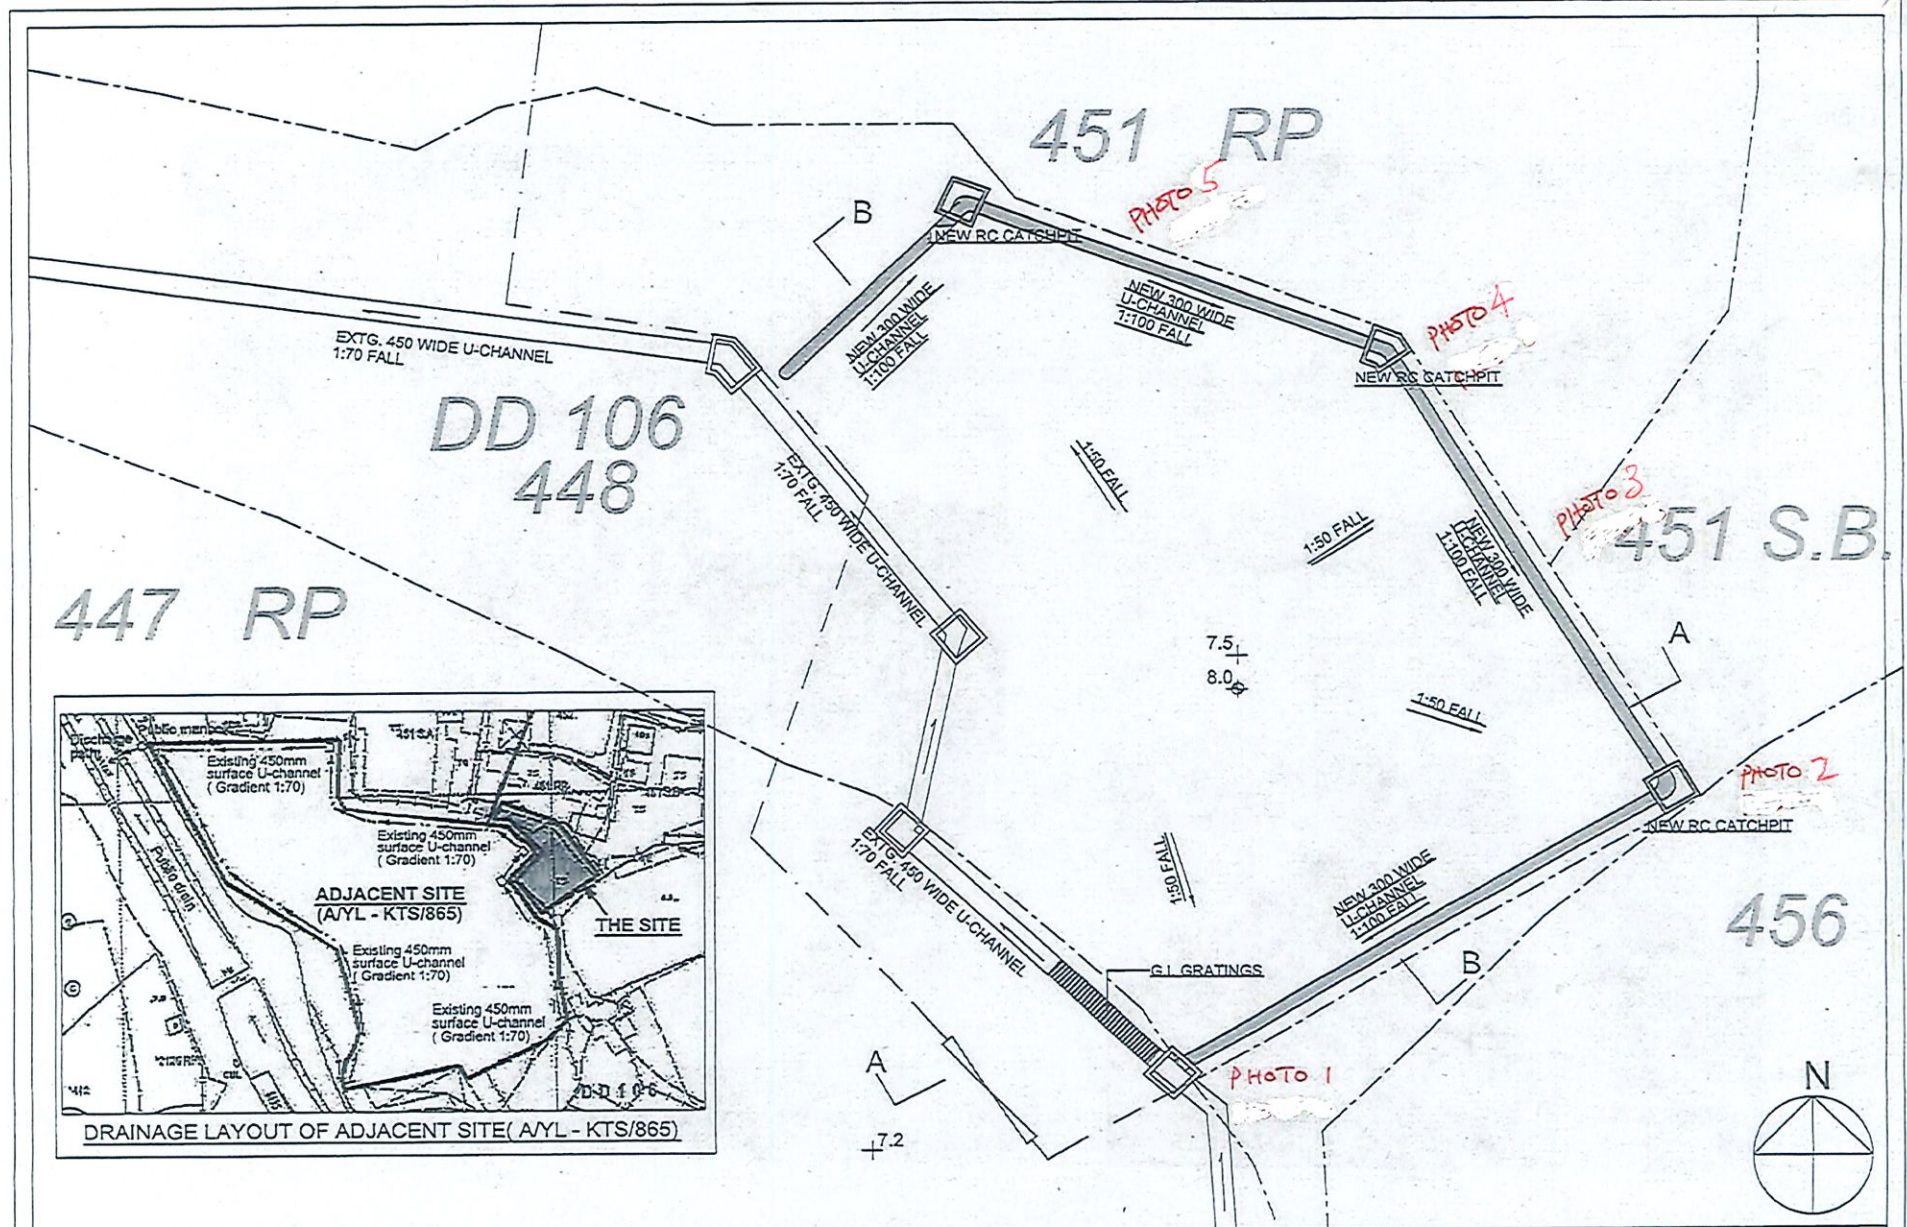 451 RP
PHOTO 5
B
NEW RC CATCHPIT
NEW 300 WIDE
U-CHANNEL
1:100 FALL
NEW 300 WIDE
U-CHANNEL
1:100 FALL
PHOTO 4
NEW RC CATCHPIT
EXTG. 450 WIDE U-CHANNEL
1:70 FALL
DD 106
448
EXTG. 450 WIDE U-CHANNEL
1:70 FALL
1:50 FALL
1:50 FALL
PHOTO 3
451 S.B.
NEW 300 WIDE
U-CHANNEL
1:100 FALL
447 RP
7.5
8.0
A
1:50 FALL
PHOTO 2
NEW RC CATCHPIT
EXTG. 450 WIDE U-CHANNEL
1:70 FALL
1:50 FALL
NEW 300 WIDE
U-CHANNEL
1:100 FALL
456
B
G.I. GRATINGS
A
PHOTO 1
7.2
N
Discharge
Public manhole
Existing 450mm
surface U-channel
( Gradient 1:70)
451 S.A
Existing 450mm
surface U-channel
( Gradient 1:70)
Public drain
ADJACENT SITE
(A/YL - KTS/865)
THE SITE
Existing 450mm
surface U-channel
( Gradient 1:70)
Existing 450mm
surface U-channel
( Gradient 1:70)
DD 106
DRAINAGE LAYOUT OF ADJACENT SITE( A/YL - KTS/865)